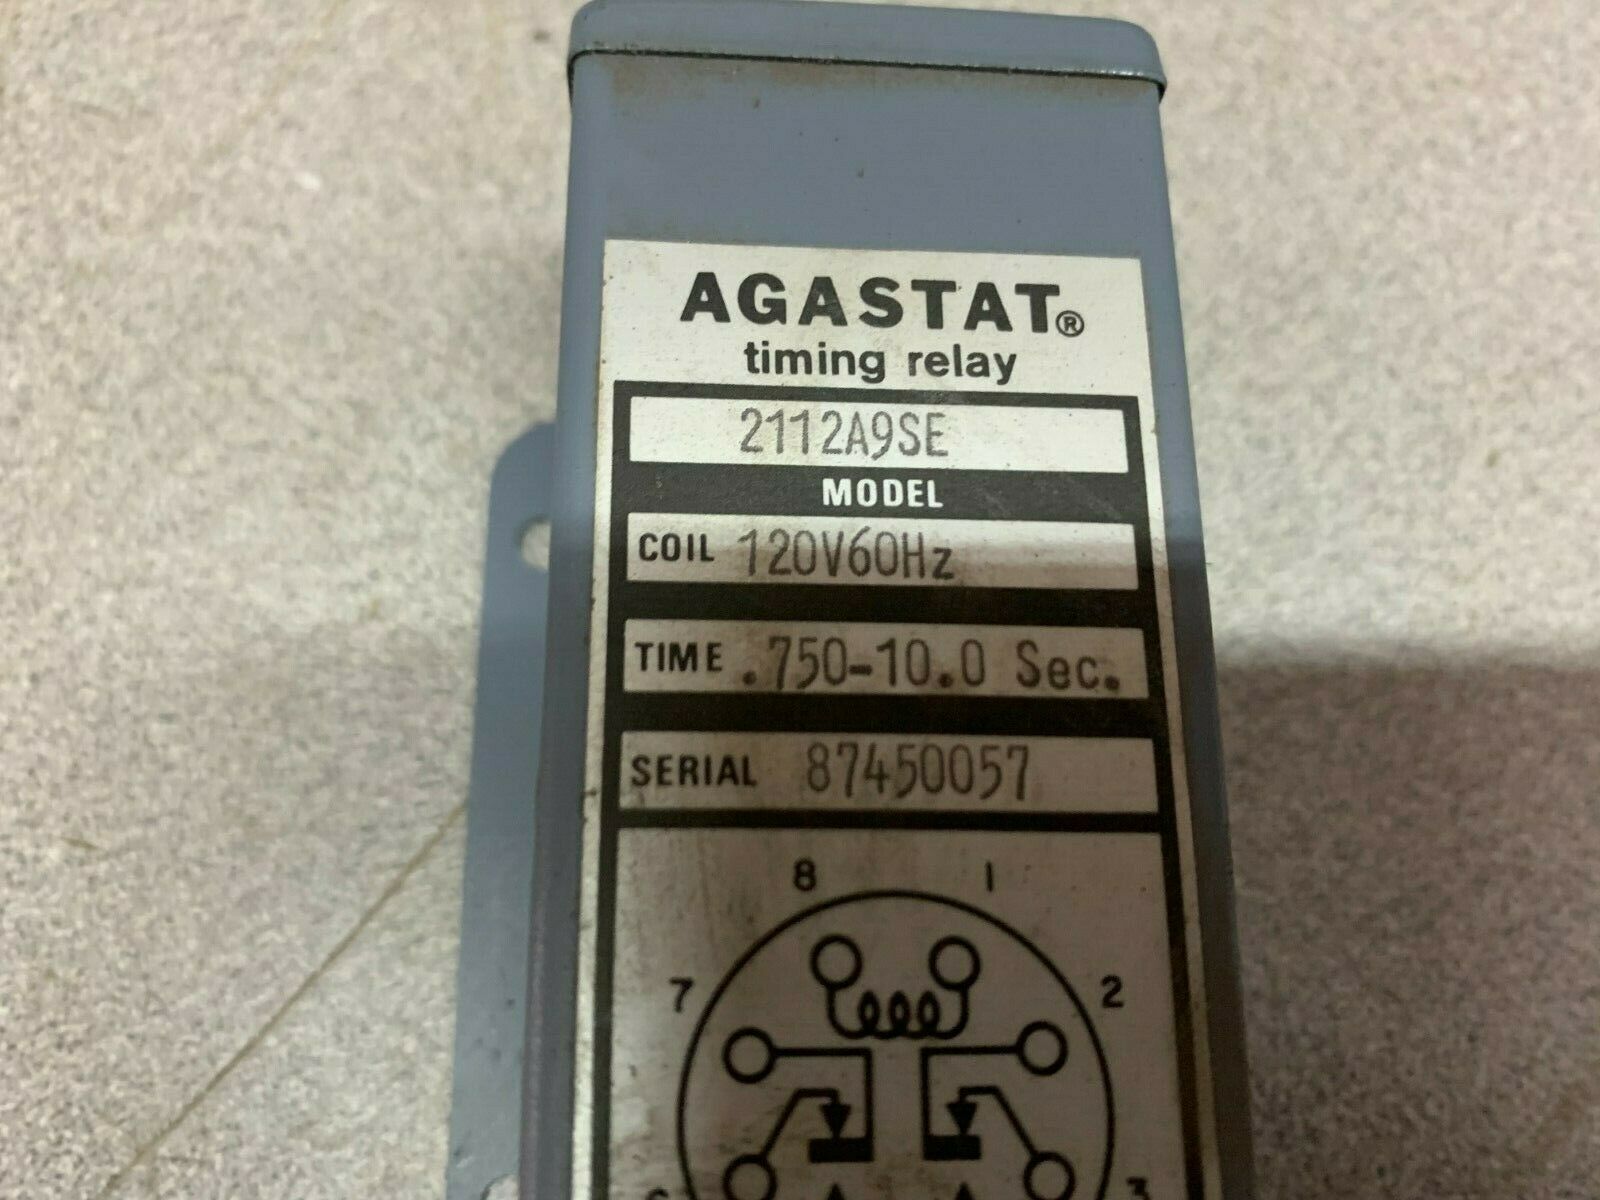 AGASTAT®
timing relay
2112A9SE
MODEL
COIL 120V60Hz
TIME .750-10.0 Sec.
SERIAL 87450057
8 1
7 2
3